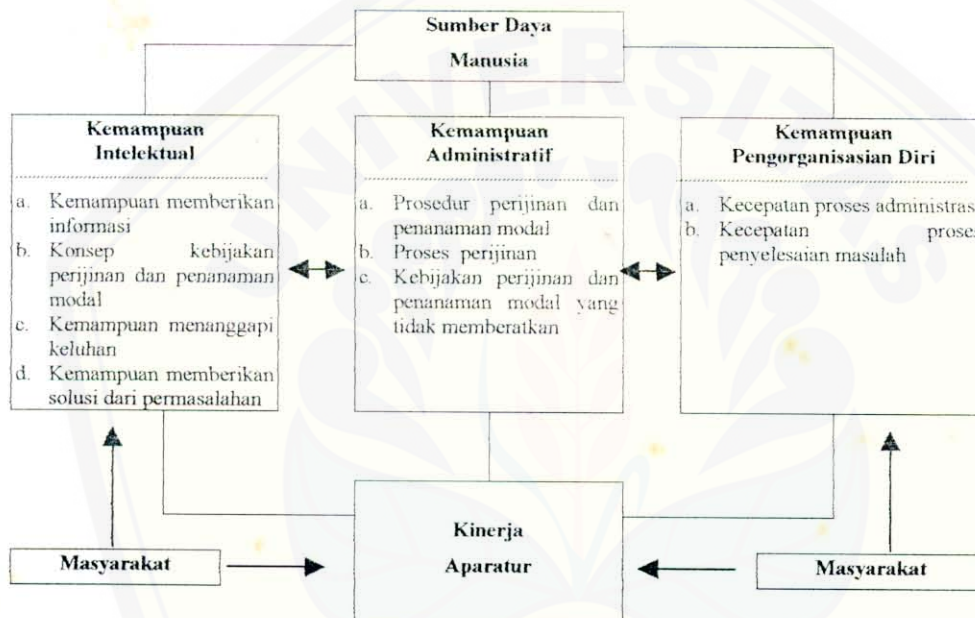 Sumber Daya
Manusia
Kemampuan
Intelektual
a. Kemampuan memberikan
informasi
b. Konsep kebijakan
perijinan dan penanaman
modal
c. Kemampuan menanggapi
keluhan
d. Kemampuan memberikan
solusi dari permasalahan
Kemampuan
Administratif
a. Prosedur perijinan dan
penanaman modal
b. Proses perijinan
c. Kebijakan perijinan dan
penanaman modal yang
tidak memberatkan
Kemampuan
Pengorganisasian Diri
a. Kecepatan proses administras
b. Kecepatan proses
penyelesaian masalah
Masyarakat
Kinerja
Aparatur
Masyarakat
UNIVERSITAS